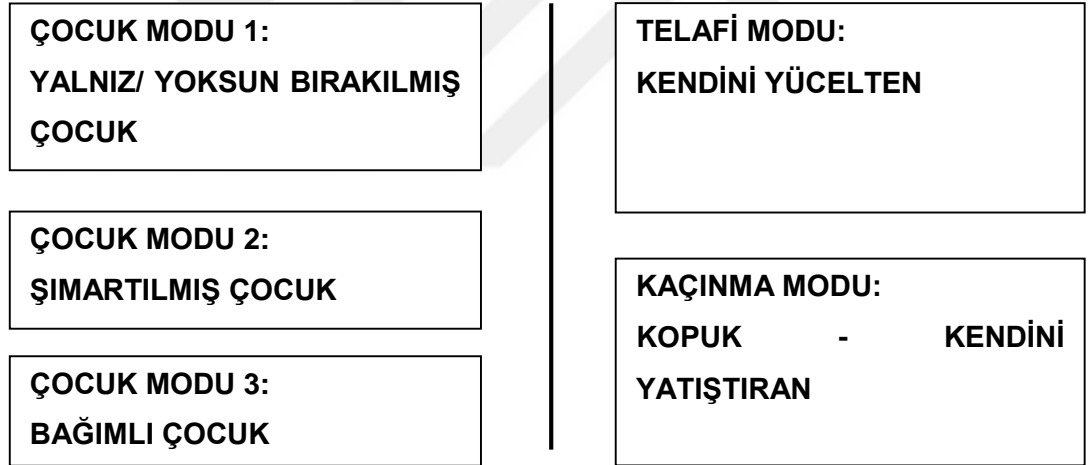 ÇOCUK MODU 1:
YALNIZ/ YOKSUN BIRAKILMIŞ
ÇOCUK
ÇOCUK MODU 2:
ŞIMARTILMIŞ ÇOCUK
ÇOCUK MODU 3:
BAĞIMLI ÇOCUK
TELAFİ MODU:
KENDİNİ YÜCELTEN
KAÇINMA MODU:
KOPUK - KENDİNİ
YATIŞTIRAN